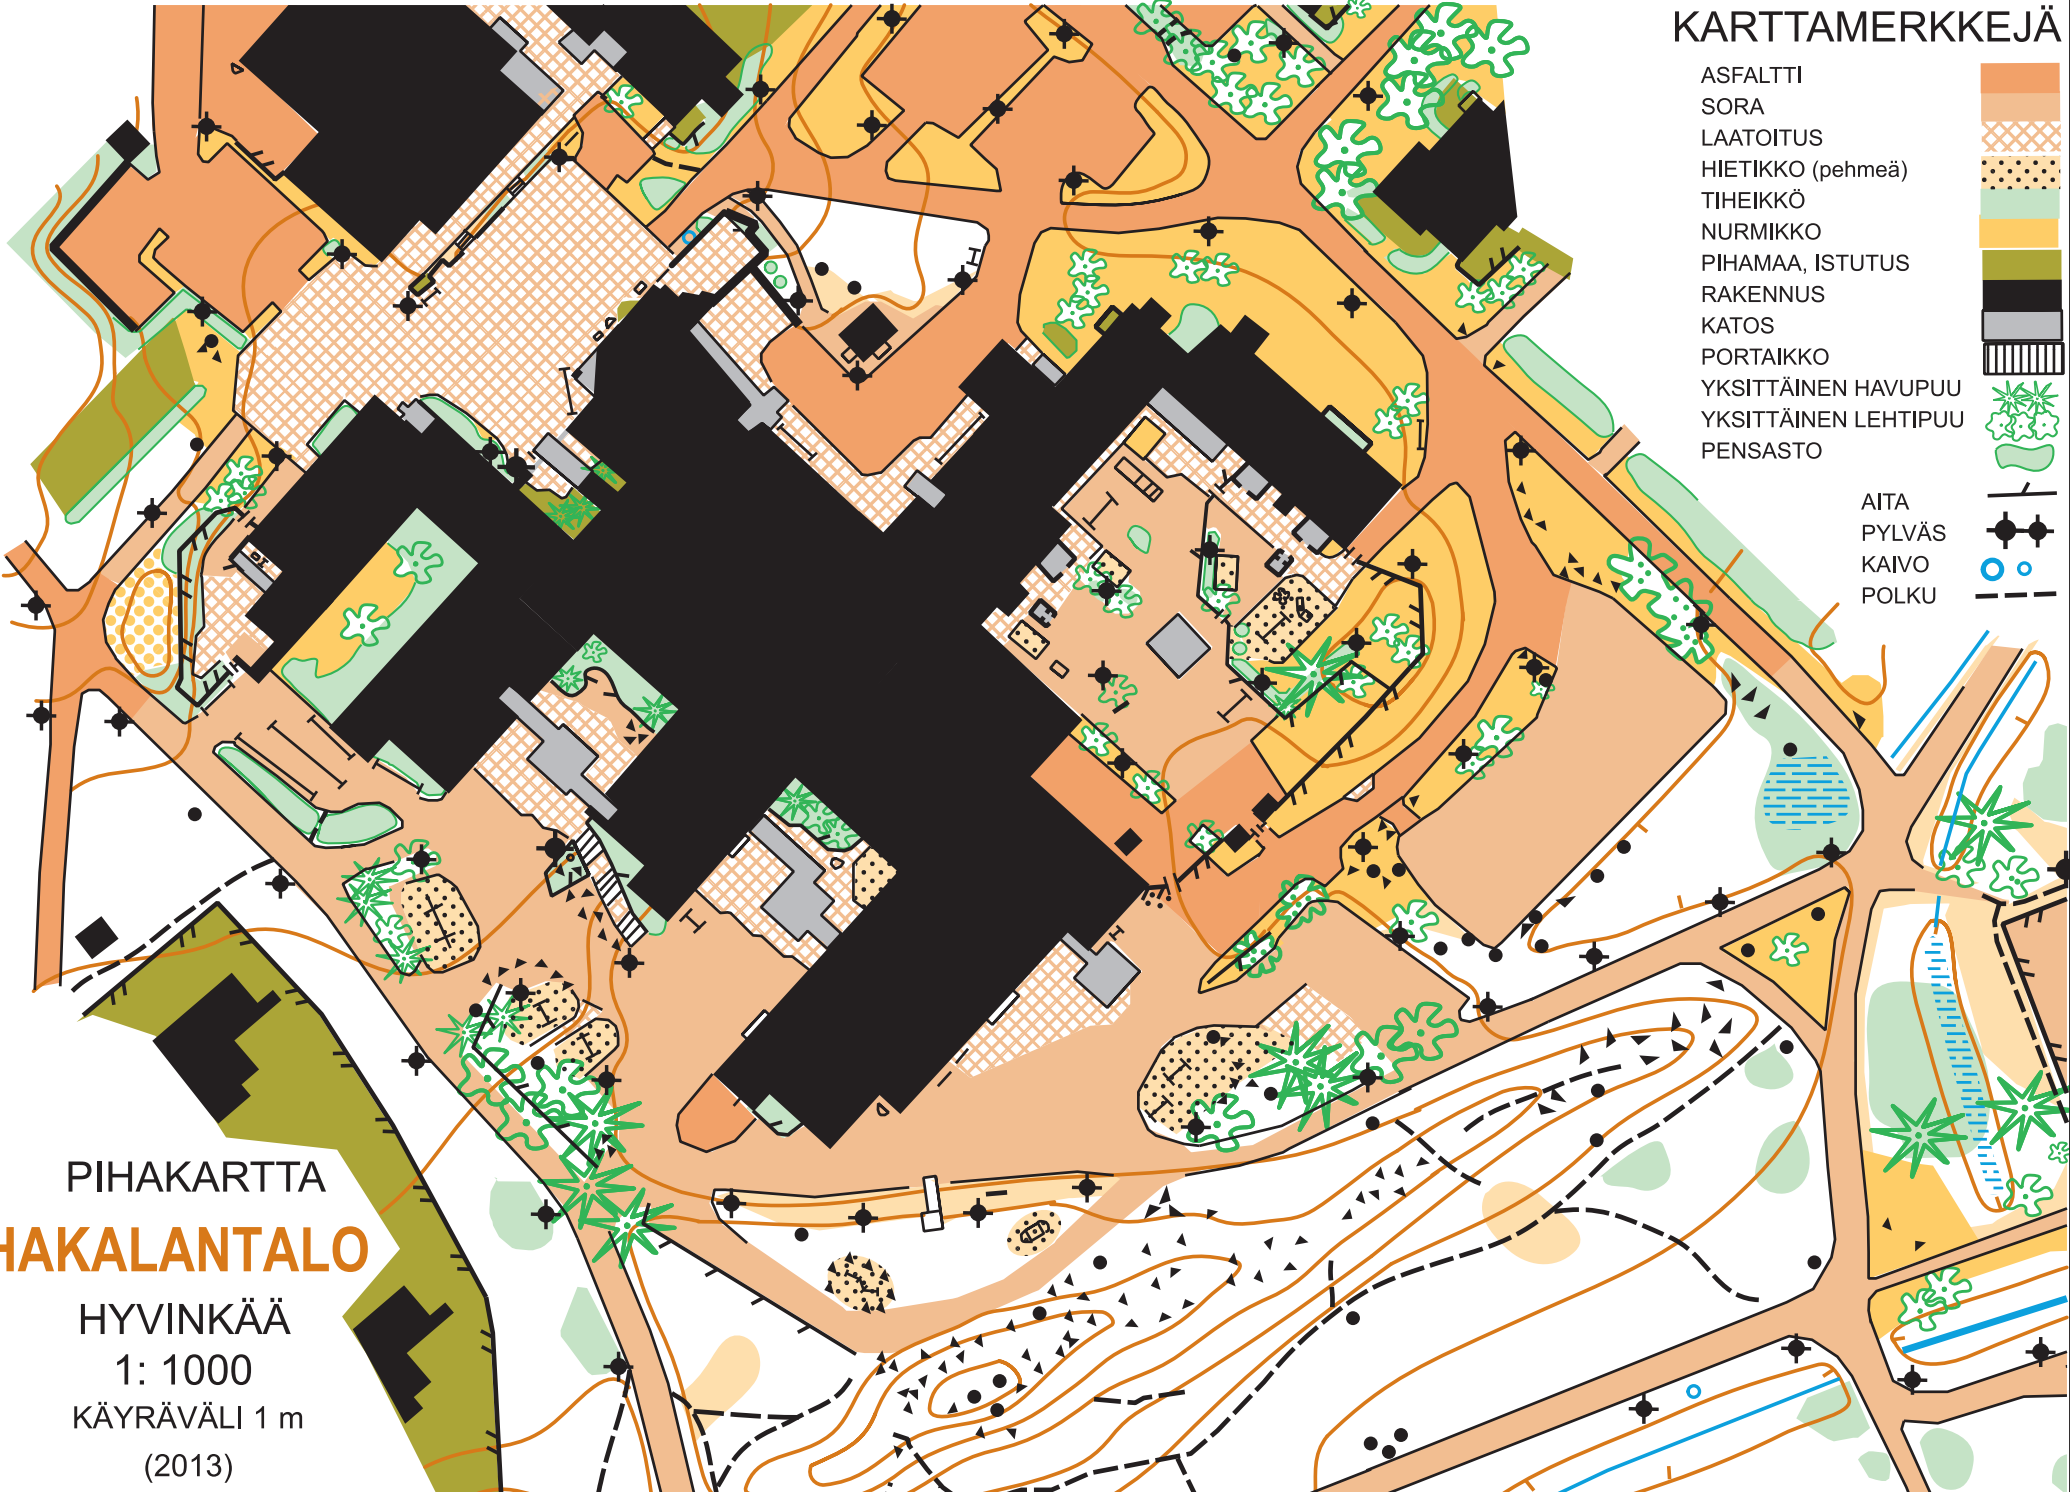 KARTTAMERKKEJÄ
ASFALTTI
SORA
LAATOITUS
HIETIKKO (pehmeä)
TIHEIKKÖ
NURMIKKO
PIHAMAA, ISTUTUS
RAKENNUS
KATOS
PORTAIKKO
YKSITTÄINEN HAVUPUU
YKSITTÄINEN LEHTIPUU
PENSASTO
AITA
PYLVÄS
KAIVO
POLKU
PIHAKARTTA
HAKALANTALO
HYVINKÄÄ
1: 1000
KÄYRÄVÄLI 1 m
(2013)